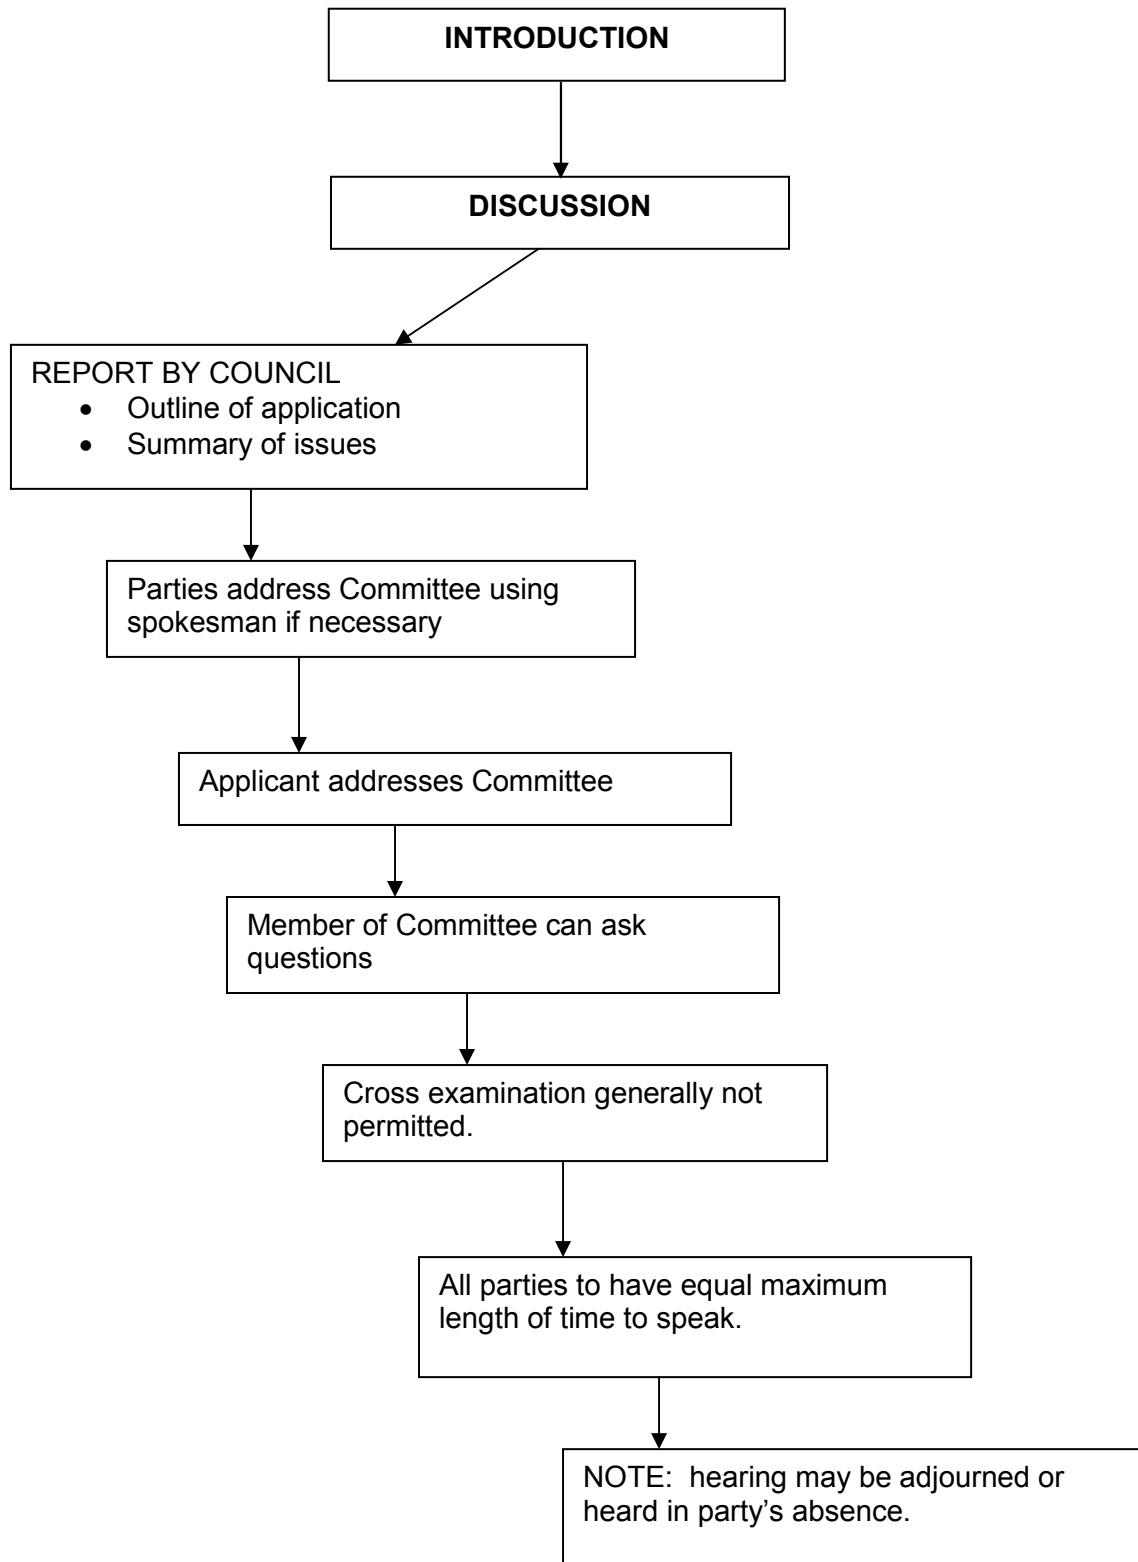 INTRODUCTION
DISCUSSION
REPORT BY COUNCIL
• Outline of application
• Summary of issues
Parties address Committee using
spokesman if necessary
Applicant addresses Committee
Member of Committee can ask
questions
Cross examination generally not
permitted.
All parties to have equal maximum
length of time to speak.
NOTE:  hearing may be adjourned or
heard in party’s absence.